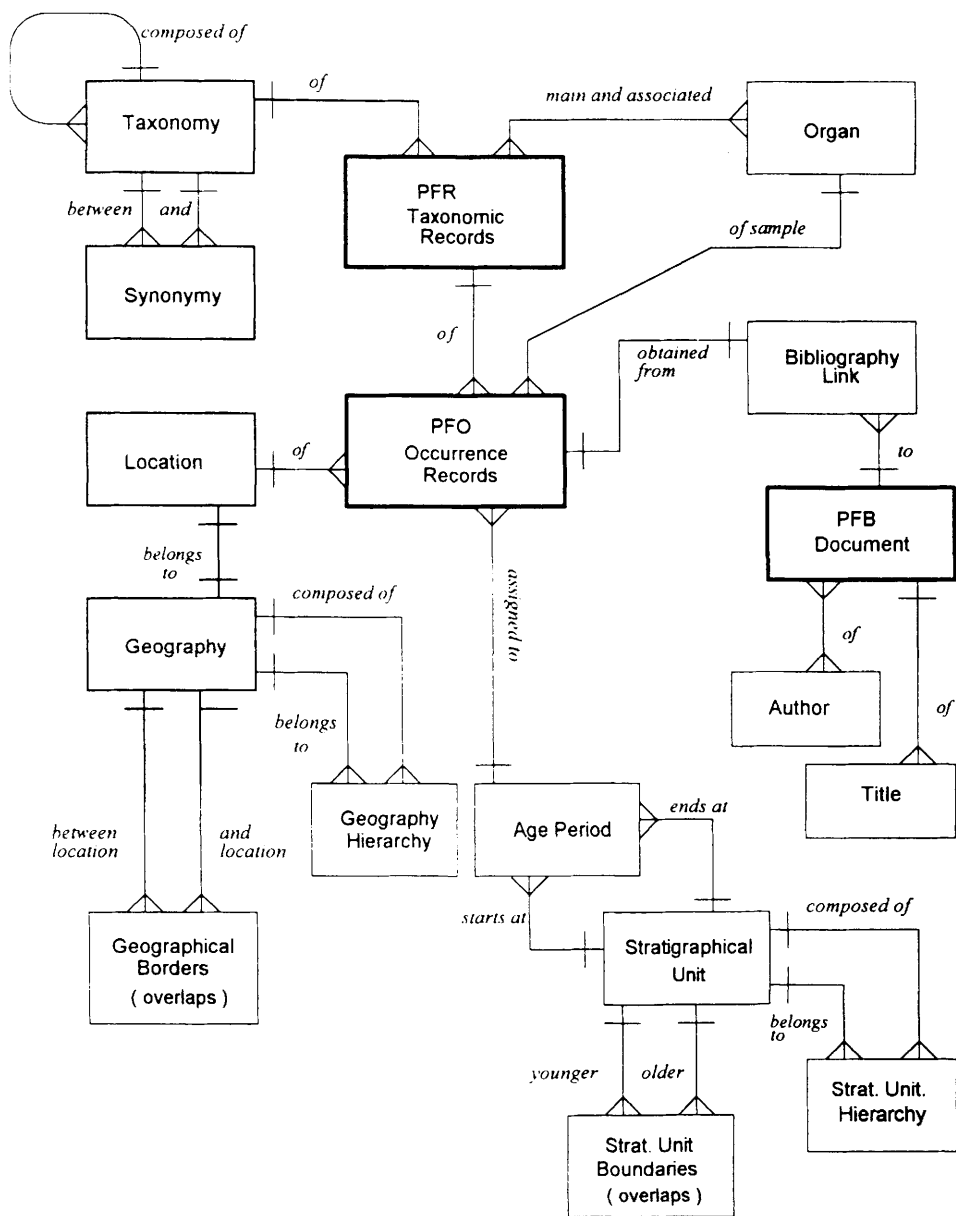 composed of
of
main and associated
Taxonomy
Organ
PFR
Taxonomic
Records
between
and
of sample
Synonymy
of
obtained
from
Bibliography
Link
PFO
Occurrence
Records
Location
of
to
PFB
Document
belongs
to
assigned to
composed of
Geography
of
Author
of
belongs
to
Title
Geography
Hierarchy
Age Period
ends at
between
location
and
location
starts at
composed of
Geographical
Borders
( overlaps )
Stratigraphical
Unit
belongs
to
younger
older
Strat. Unit.
Hierarchy
Strat. Unit
Boundaries
( overlaps )